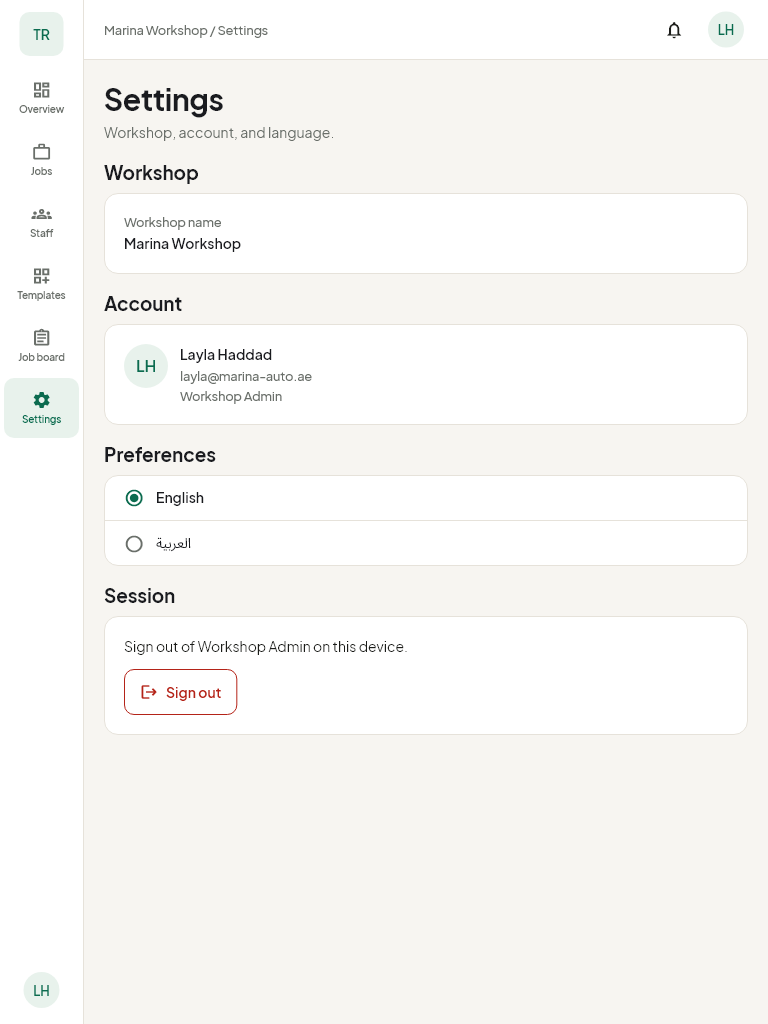 TR
Overview
Jobs
Staff
Templates
Job board
Settings
LH
Marina Workshop / Settings
LH
Settings
Workshop, account, and language.
Workshop
Workshop name
Marina Workshop
Account
LH
Layla Haddad
layla@marina-auto.ae
Workshop Admin
Preferences
English
العربية
Session
Sign out of Workshop Admin on this device.
Sign out